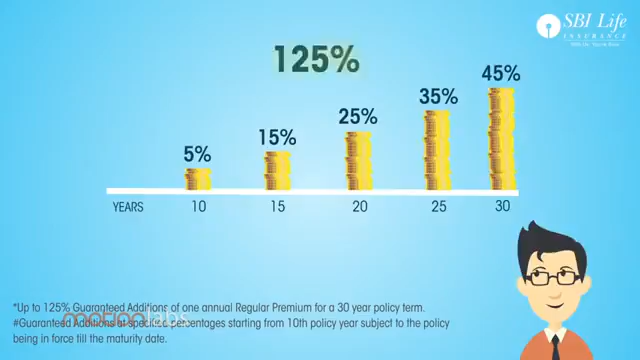 SBI Life
INSURANCE
125%
45%
35%
25%
15%
5%
YEARS 10 15 20 25 30
*Up to 125% Guaranteed Additions of one annual Regular Premium for a 30 year policy term.
motionlabs
#Guaranteed Additions at specified percentages starting from 10th policy year subject to the policy
being in force till the maturity date.